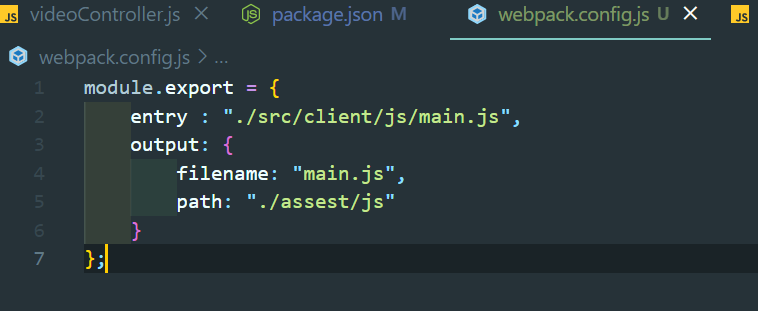 JS videoController.js × package.json M webpack.config.js U × JS
webpack.config.js > ...
1 module.export = {
2 entry : "./src/client/js/main.js",
3 output: {
4 filename: "main.js",
5 path: "./assest/js"
6 }
7 };